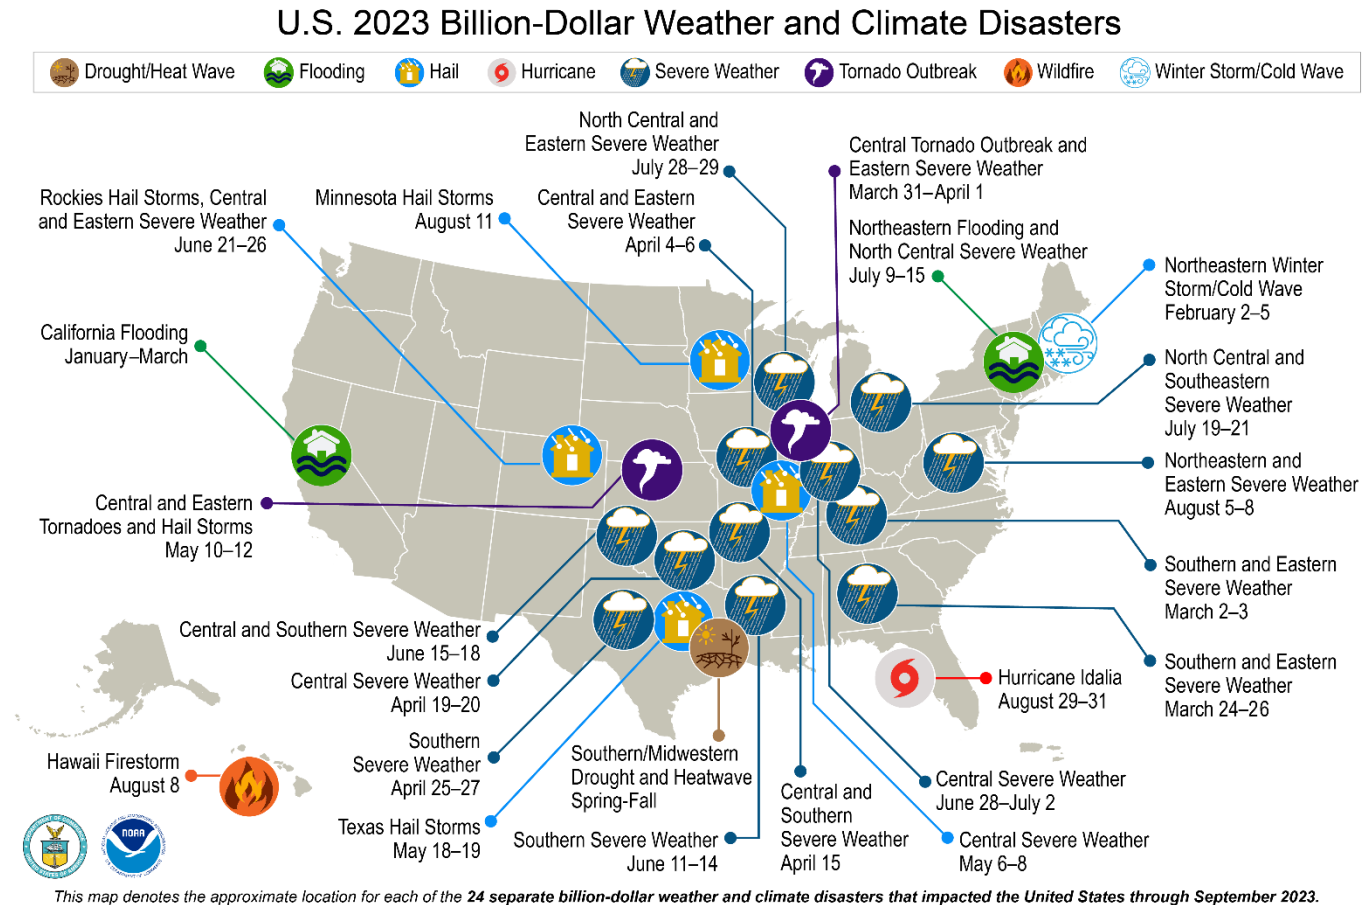 U.S. 2023 Billion-Dollar Weather and Climate Disasters
Drought/Heat Wave
Flooding
Hail
Hurricane
Severe Weather
Tornado Outbreak
Wildfire
Winter Storm/Cold Wave
North Central and
Eastern Severe Weather
July 28–29
Central Tornado Outbreak and
Eastern Severe Weather
March 31–April 1
Rockies Hail Storms, Central
and Eastern Severe Weather
June 21–26
Minnesota Hail Storms
August 11
Central and Eastern
Severe Weather
April 4–6
Northeastern Flooding and
North Central Severe Weather
July 9–15
Northeastern Winter
Storm/Cold Wave
February 2–5
California Flooding
January–March
North Central and
Southeastern
Severe Weather
July 19–21
Northeastern and
Eastern Severe Weather
August 5–8
Central and Eastern
Tornadoes and Hail Storms
May 10–12
Southern and Eastern
Severe Weather
March 2–3
Central and Southern Severe Weather
June 15–18
Southern and Eastern
Severe Weather
March 24–26
Central Severe Weather
April 19–20
Hurricane Idalia
August 29–31
Southern
Severe Weather
April 25–27
Hawaii Firestorm
August 8
Southern/Midwestern
Drought and Heatwave
Spring-Fall
Central and
Southern
Severe Weather
April 15
Central Severe Weather
June 28–July 2
Texas Hail Storms
May 18–19
Southern Severe Weather
June 11–14
Central Severe Weather
May 6–8
NOAA
This map denotes the approximate location for each of the 24 separate billion-dollar weather and climate disasters that impacted the United States through September 2023.